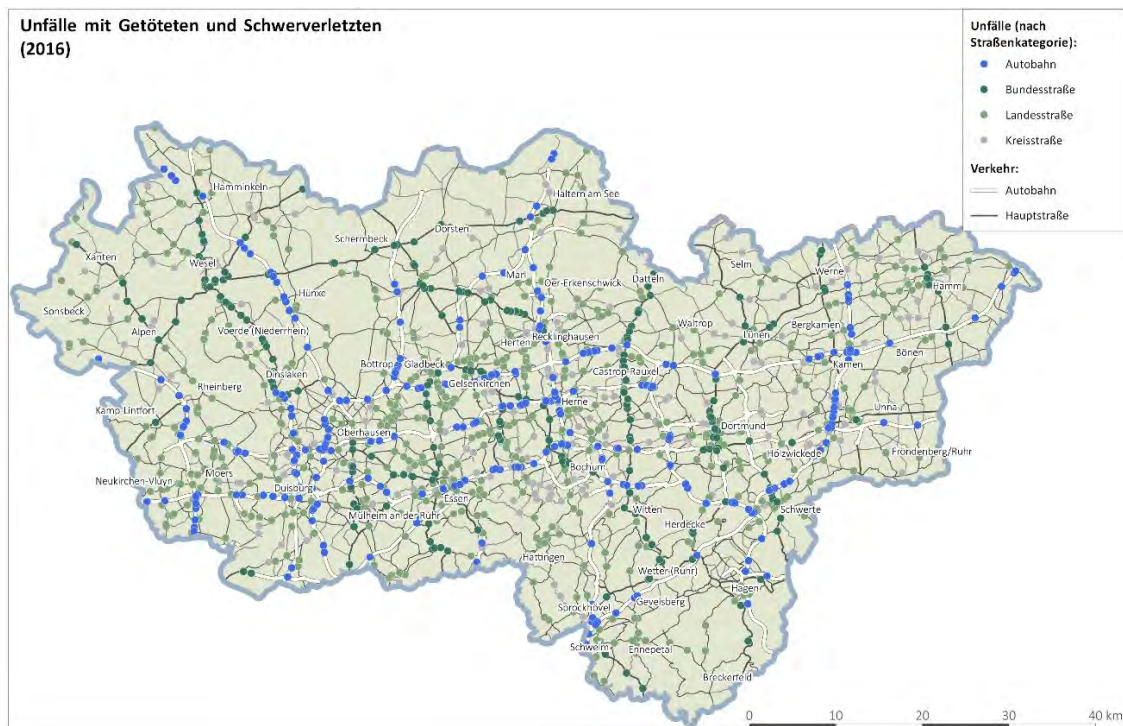 Unfälle mit Getöteten und Schwerverletzten
(2016)
Unfälle (nach
Straßenkategorie):
Autobahn
Bundesstraße
Landesstraße
Kreisstraße
Verkehr:
Autobahn
Hauptstraße
Hamminkeln
Haltern am See
Schermbeck
Dorsten
Xanten
Wesel
Marl
Selm
Werne
Oer-Erkenschwick
Datteln
Hamm
Hünxe
Sonsbeck
Alpen
Voerde (Niederrhein)
Waltrop
Bergkamen
Lünen
Recklinghausen
Herten
Bönen
Bottrop
Gladbeck
Kamen
Castrop-Rauxel
Dinslaken
Rheinberg
Gelsenkirchen
Herne
Kamp-Lintfort
Unna
Dortmund
Oberhausen
Holzwickede
Fröndenberg/Ruhr
Bochum
Moers
Neukirchen-Vluyn
Duisburg
Essen
Witten
Schwerte
Mülheim an der Ruhr
Herdecke
Hattingen
Wetter (Ruhr)
Hagen
Gevelsberg
Sprockhövel
Schwelm
Ennepetal
Breckerfeld
0 10 20 30 40 km